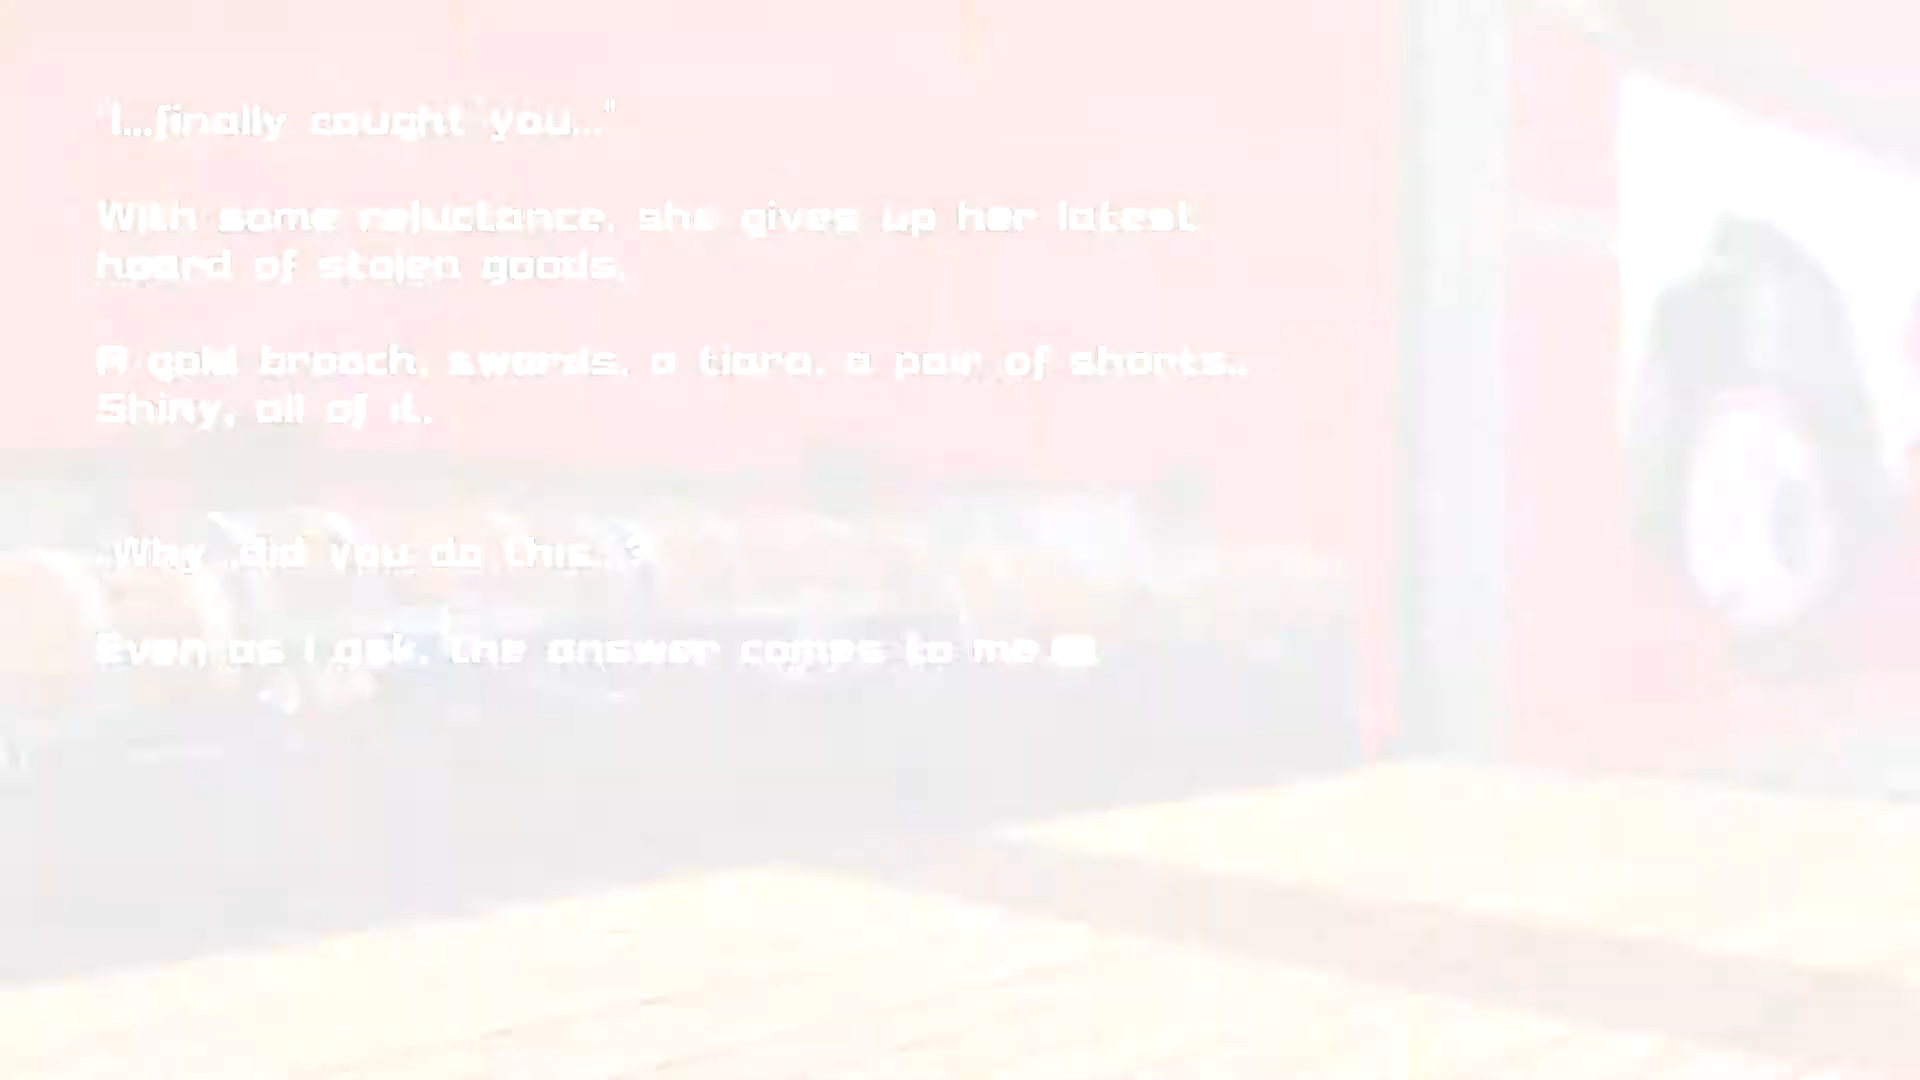 "I...finally caught you..."
With some reluctance, she gives up her latest
hoard of stolen goods.
A gold brooch, swords, a tiara, a pair of shorts..
Shiny, all of it.
..Why ..did you do this..?
Even as I ask, the answer comes to me